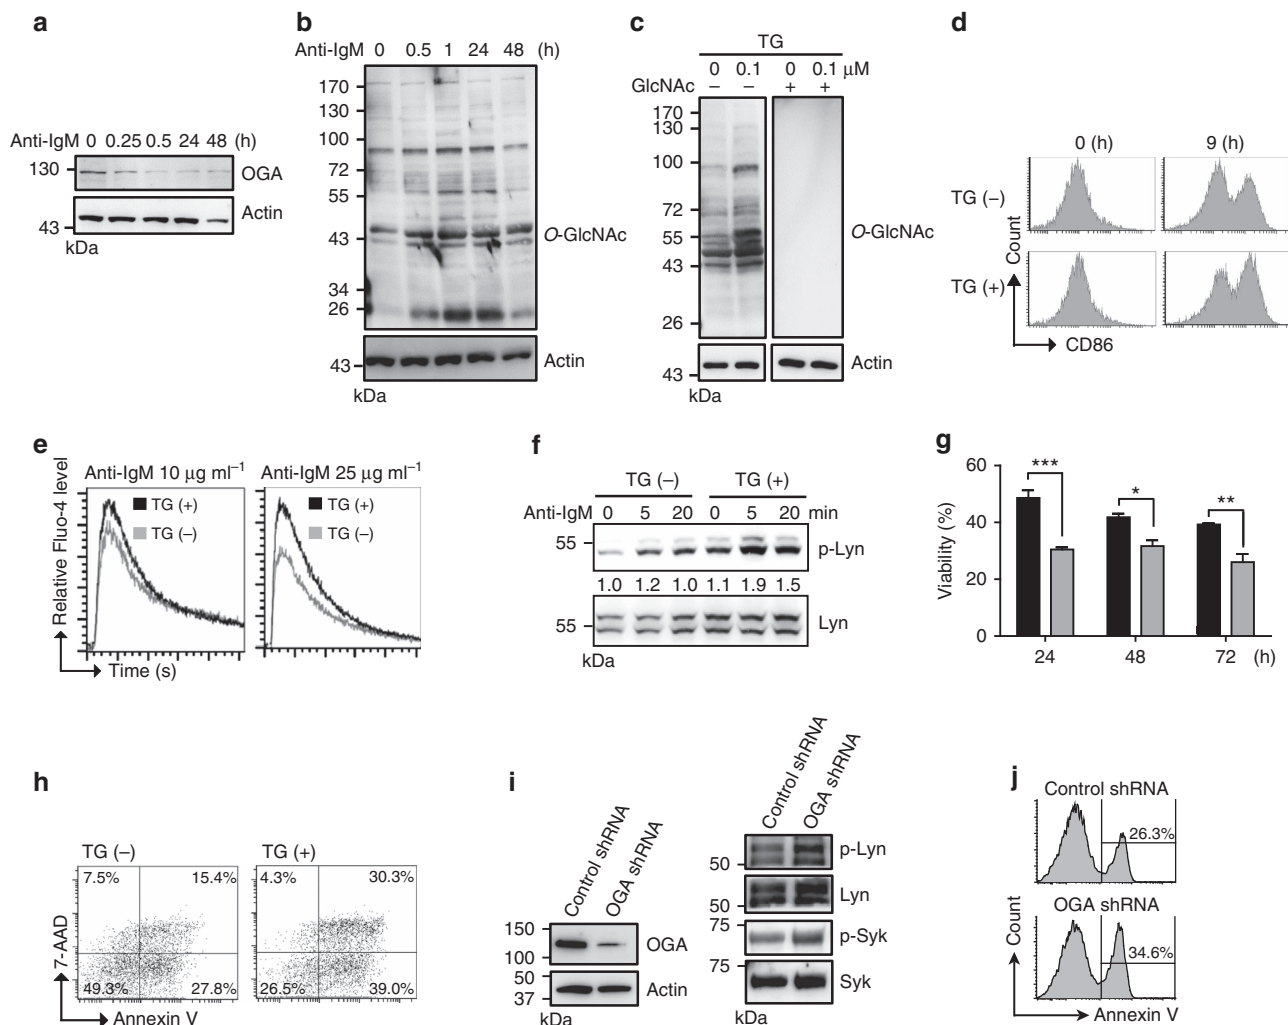 a
Anti-IgM 0 0.25 0.5 24 48 (h)
130
OGA
43
Actin
kDa
b
Anti-IgM 0 0.5 1 24 48 (h)
170
130
100
72
55
43
34
26
O-GlcNAc
43
Actin
kDa
c
TG
0 0.1 0 0.1 μM
GlcNAc – – + +
170
130
100
72
55
43
26
O-GlcNAc
43
Actin
kDa
d
0 (h) 9 (h)
TG (–)
TG (+)
Count
CD86
e
Anti-IgM 10 μg ml–1
Anti-IgM 25 μg ml–1
TG (+)
TG (–)
TG (+)
TG (–)
Relative Fluo-4 level
Time (s)
f
TG (–) TG (+)
Anti-IgM 0 5 20 0 5 20 min
55
p-Lyn
1.0 1.2 1.0 1.1 1.9 1.5
55
Lyn
kDa
g
Viability (%)
60
40
20
0
***
*
**
24 48 72 (h)
h
TG (–)
7.5% 15.4%
49.3% 27.8%
TG (+)
4.3% 30.3%
26.5% 39.0%
7-AAD
Annexin V
i
Control shRNA
OGA shRNA
150
100
OGA
50
37
Actin
kDa
Control shRNA
OGA shRNA
50
p-Lyn
50
Lyn
75
p-Syk
75
Syk
kDa
j
Control shRNA
26.3%
OGA shRNA
34.6%
Count
Annexin V